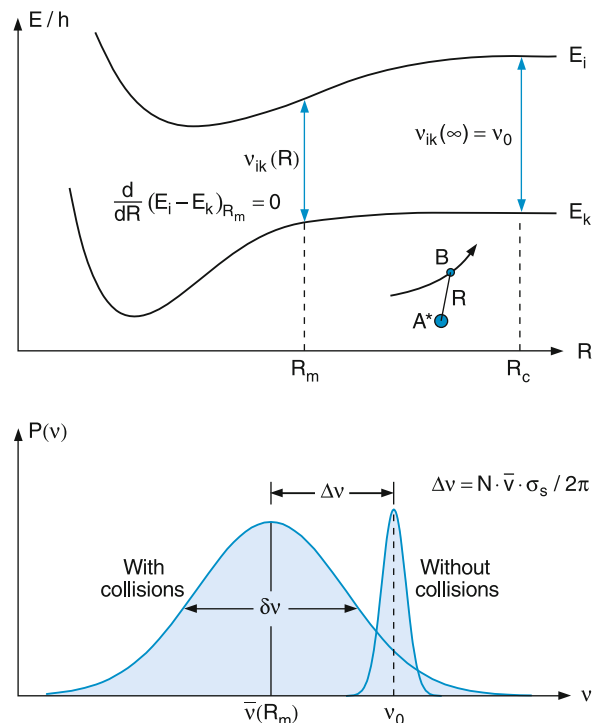 E / h
E_i
ν_ik(∞) = ν_0
ν_ik(R)
d/dR (E_i – E_k)_R_m = 0
E_k
B
R
A*
R_m
R_c
R
P(ν)
Δν
Δν = N · v̅ · σ_s / 2π
With
collisions
Without
collisions
δν
ν̅(R_m)
ν_0
ν